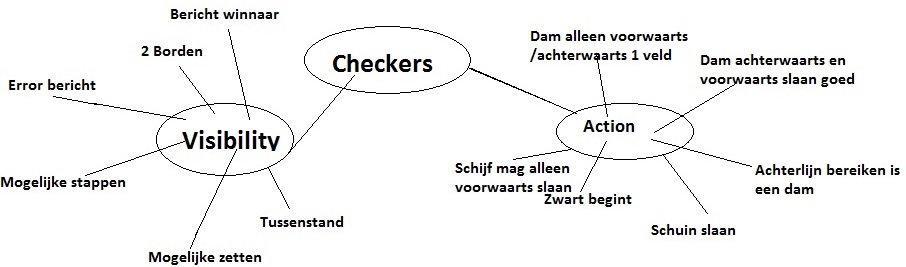 Bericht winnaar
2 Borden
Error bericht
Checkers
Visibility
Mogelijke stappen
Tussenstand
Mogelijke zetten
Dam alleen voorwaarts
/achterwaarts 1 veld
Dam achterwaarts en
voorwaarts slaan goed
Action
Schijf mag alleen
voorwaarts slaan
Zwart begint
Achterlijn bereiken is
een dam
Schuin slaan